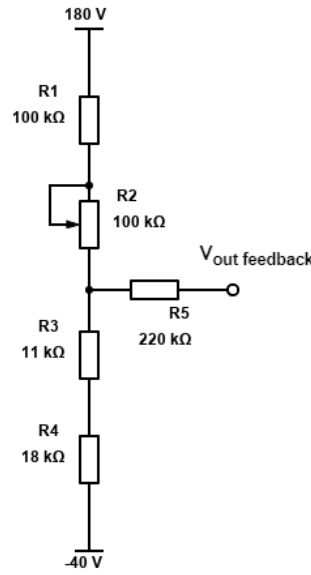 180 V
R1
100 kΩ
R2
100 kΩ
Vout feedback
R5
220 kΩ
R3
11 kΩ
R4
18 kΩ
-40 V